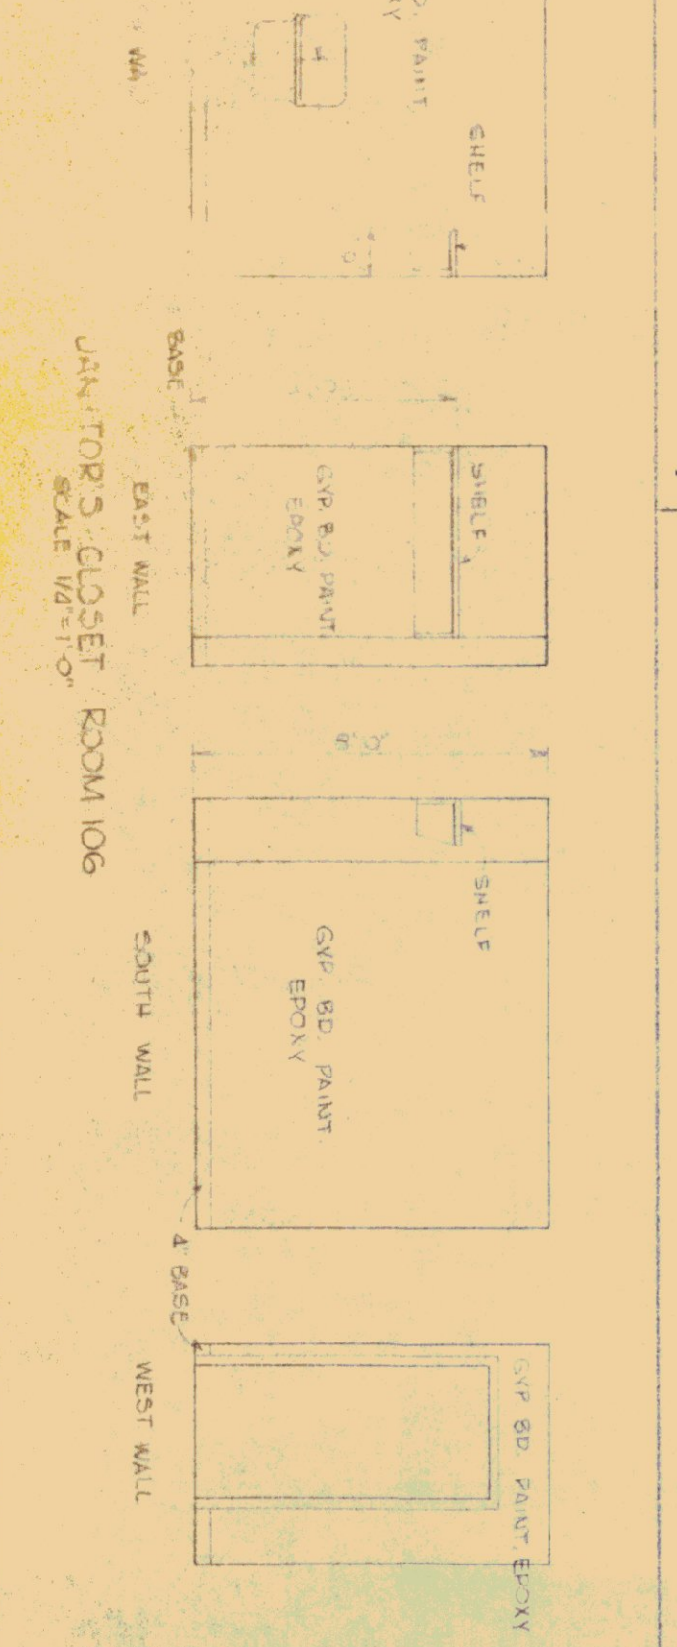 PAINT
SHELF
BASE
SHELF
GYP. BD. PAINT
EPOXY
EAST WALL
8'-0"
SHELF
GYP. BD. PAINT.
EPOXY
SOUTH WALL
4" BASE
GYP BD. PAINT, EPOXY
WEST WALL
JANITOR'S CLOSET ROOM 106
SCALE 1/4"=1'-0"